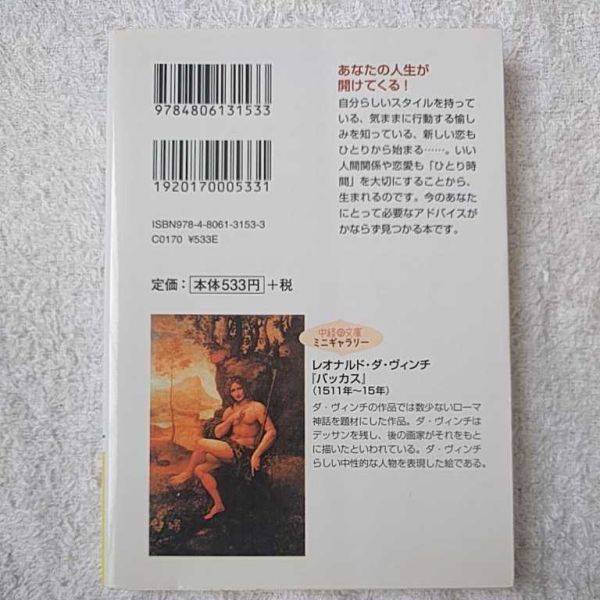 9784806131533
1920170005331
ISBN978-4-8061-3153-3
C0170 ¥533E
定価：本体533円＋税
あなたの人生が
開けてくる！
自分らしいスタイルを持って
いる、気ままに行動する愉し
みを知っている、新しい恋も
ひとりから始まる……。いい
人間関係や恋愛も「ひとり時
間」を大切にすることから、
生まれるのです。今のあなた
にとって必要なアドバイスが
かならず見つかる本です。
中経の文庫
ミニギャラリー
レオナルド・ダ・ヴィンチ
『バッカス』
（1511年〜15年）
ダ・ヴィンチの作品では数少ないローマ
神話を題材にした作品。ダ・ヴィンチは
デッサンを残し、後の画家がそれをもと
に描いたといわれている。ダ・ヴィンチ
らしい中性的な人物を表現した絵である。